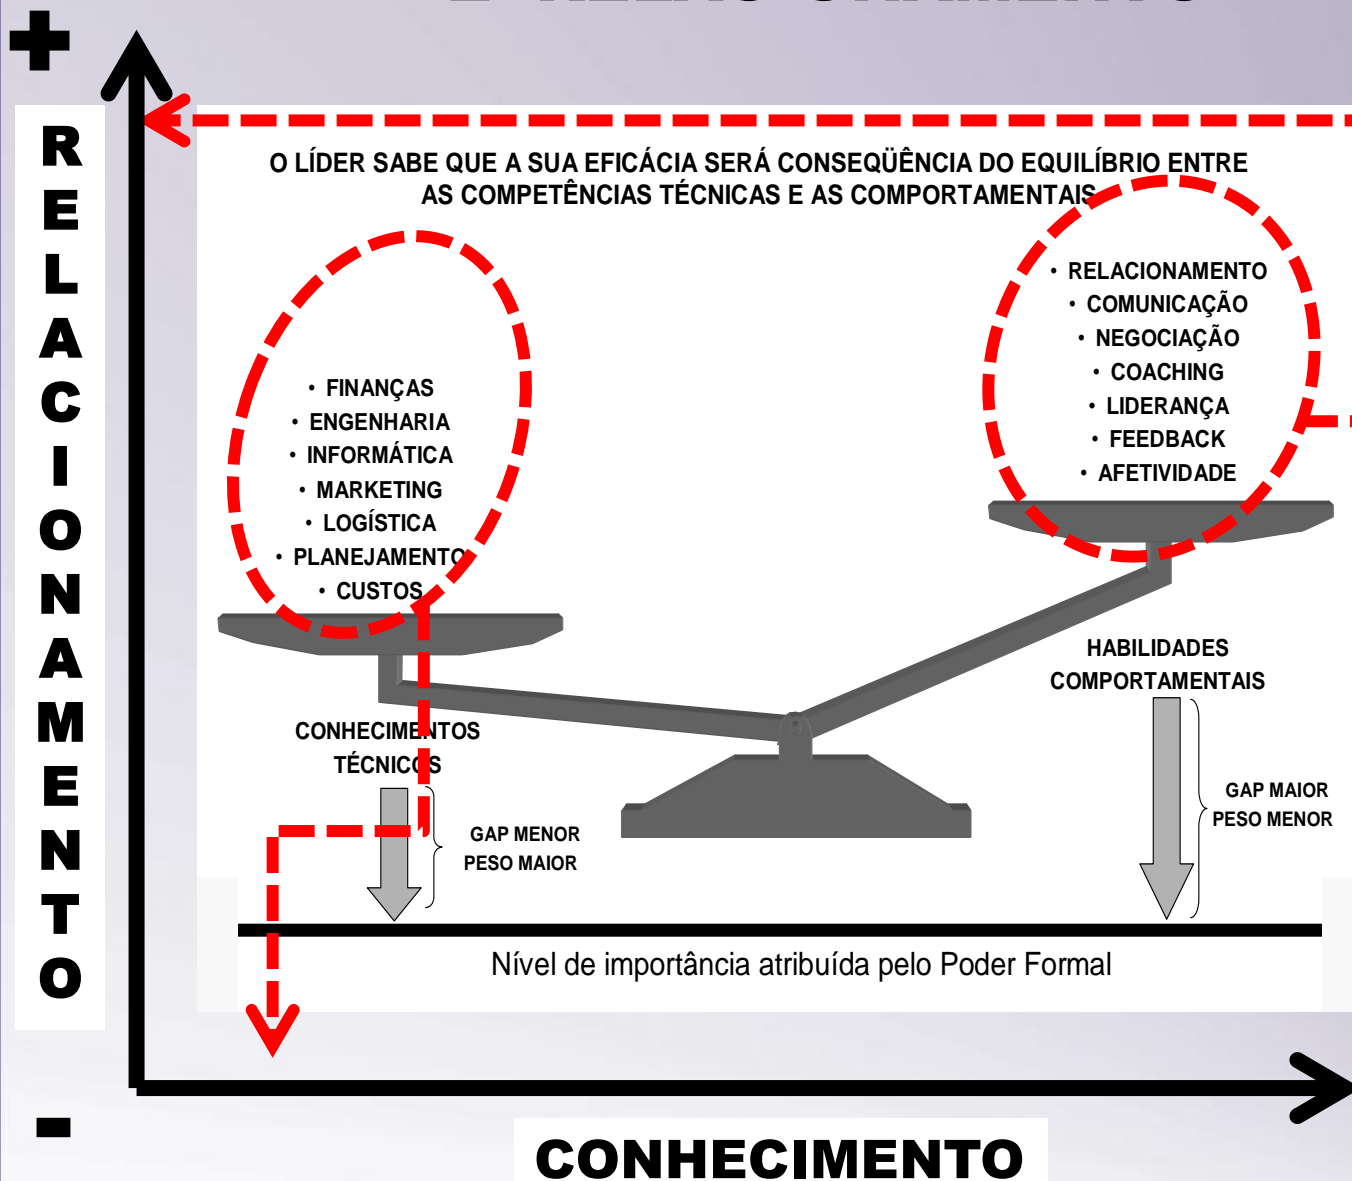 +
RELACIONAMENTO
O LÍDER SABE QUE A SUA EFICÁCIA SERÁ CONSEQÜÊNCIA DO EQUILÍBRIO ENTRE
AS COMPETÊNCIAS TÉCNICAS E AS COMPORTAMENTAIS
• RELACIONAMENTO
• COMUNICAÇÃO
• NEGOCIAÇÃO
• COACHING
• LIDERANÇA
• FEEDBACK
• AFETIVIDADE
• FINANÇAS
• ENGENHARIA
• INFORMÁTICA
• MARKETING
• LOGÍSTICA
• PLANEJAMENTO
• CUSTOS
HABILIDADES
COMPORTAMENTAIS
CONHECIMENTOS
TÉCNICOS
GAP MAIOR
PESO MENOR
GAP MENOR
PESO MAIOR
Nível de importância atribuída pelo Poder Formal
-
CONHECIMENTO